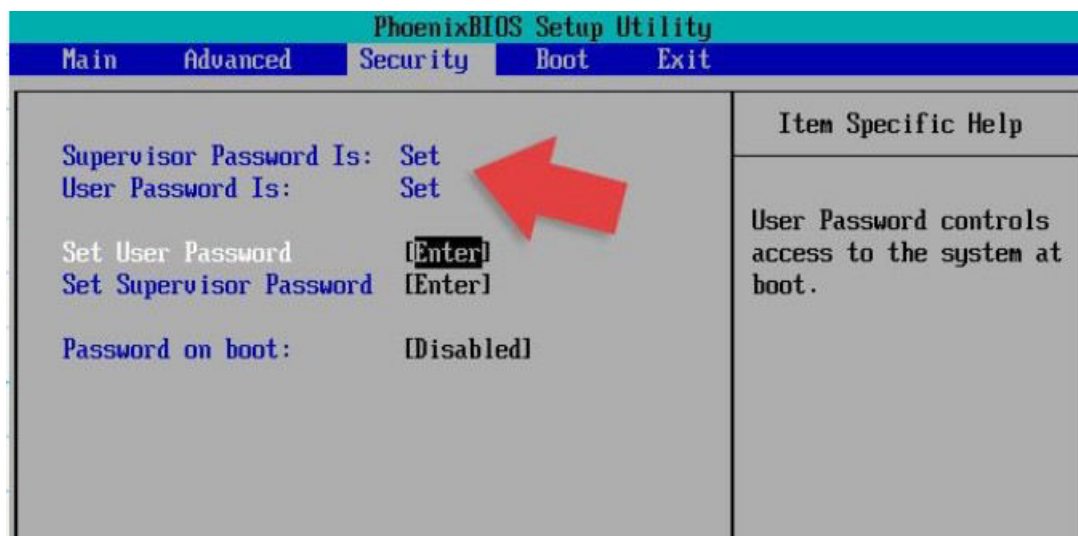 PhoenixBIOS Setup Utility
Main Advanced Security Boot Exit
Item Specific Help
Supervisor Password Is: Set
User Password Is: Set
Set User Password [Enter]
Set Supervisor Password [Enter]
Password on boot: [Disabled]
User Password controls
access to the system at
boot.